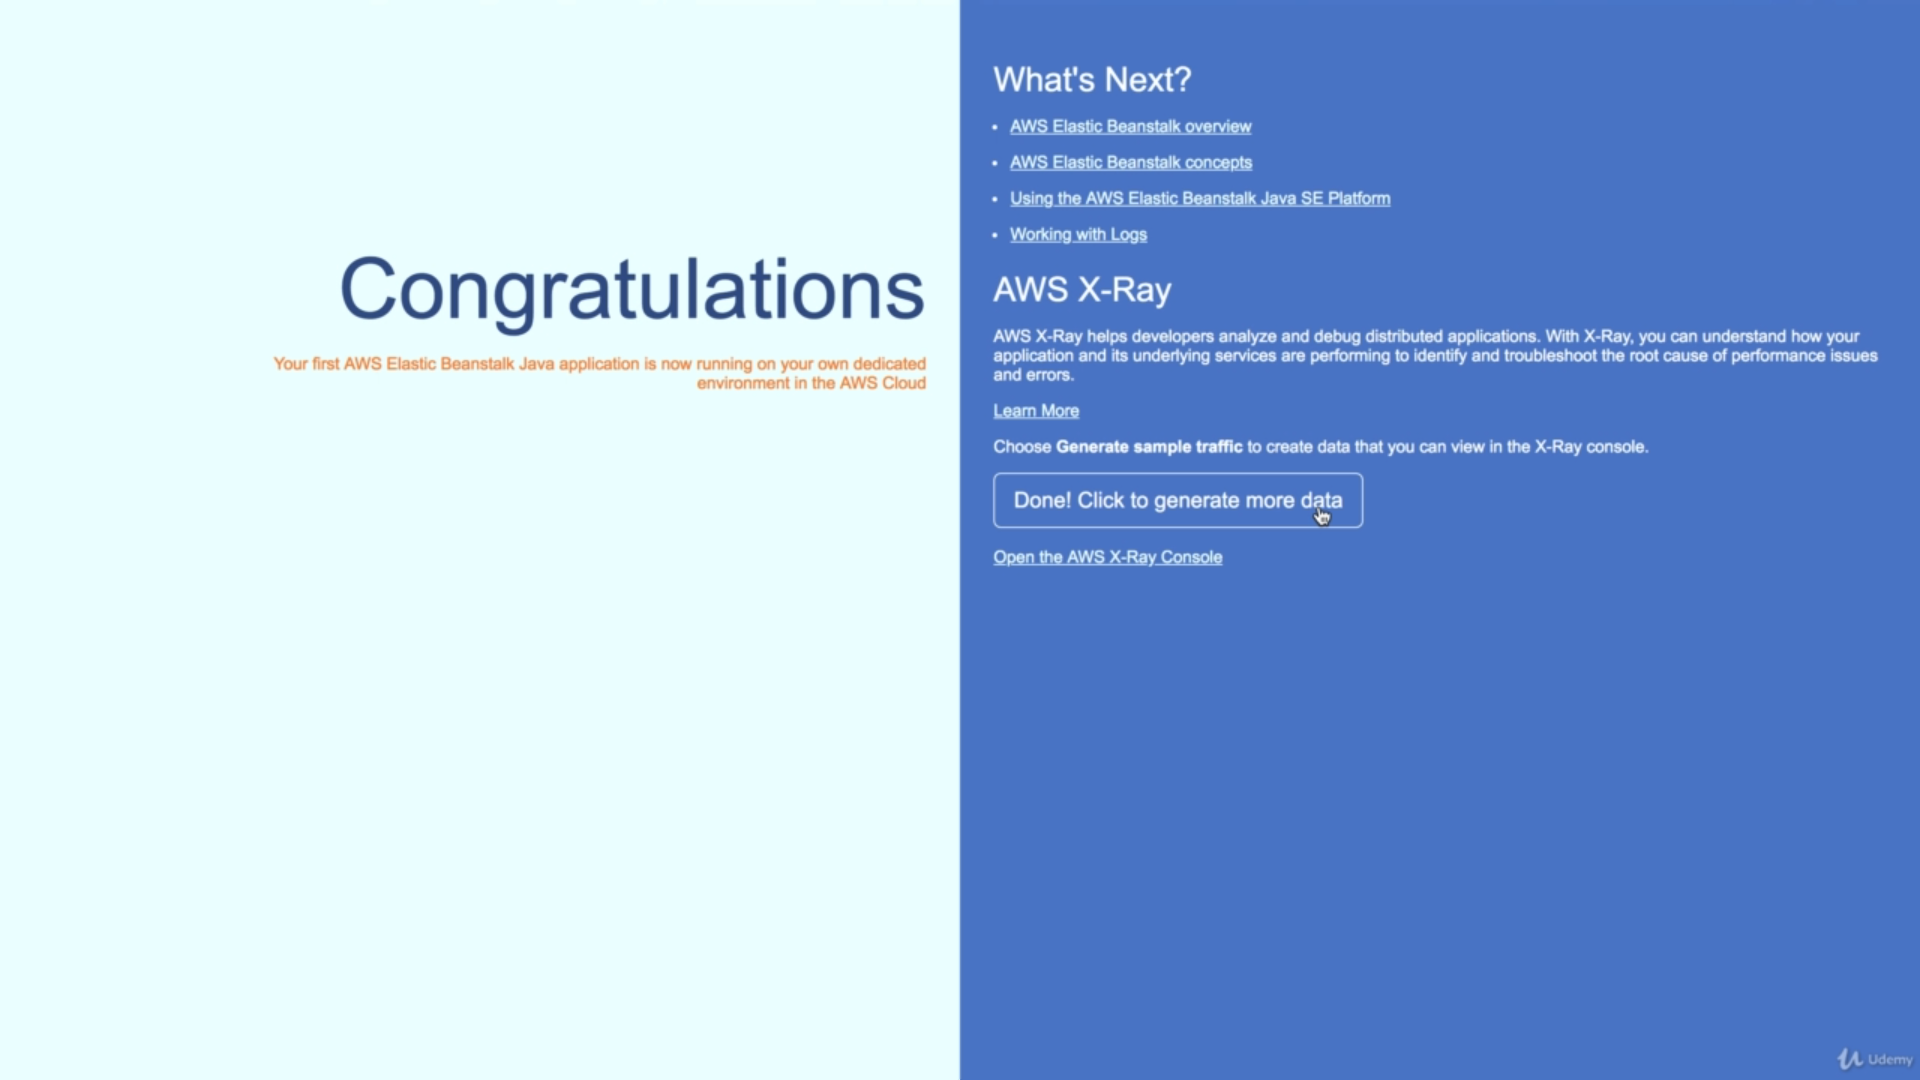 Congratulations
Your first AWS Elastic Beanstalk Java application is now running on your own dedicated
environment in the AWS Cloud
What's Next?
• AWS Elastic Beanstalk overview
• AWS Elastic Beanstalk concepts
• Using the AWS Elastic Beanstalk Java SE Platform
• Working with Logs
AWS X-Ray
AWS X-Ray helps developers analyze and debug distributed applications. With X-Ray, you can understand how your
application and its underlying services are performing to identify and troubleshoot the root cause of performance issues
and errors.
Learn More
Choose Generate sample traffic to create data that you can view in the X-Ray console.
Done! Click to generate more data
Open the AWS X-Ray Console
Udemy